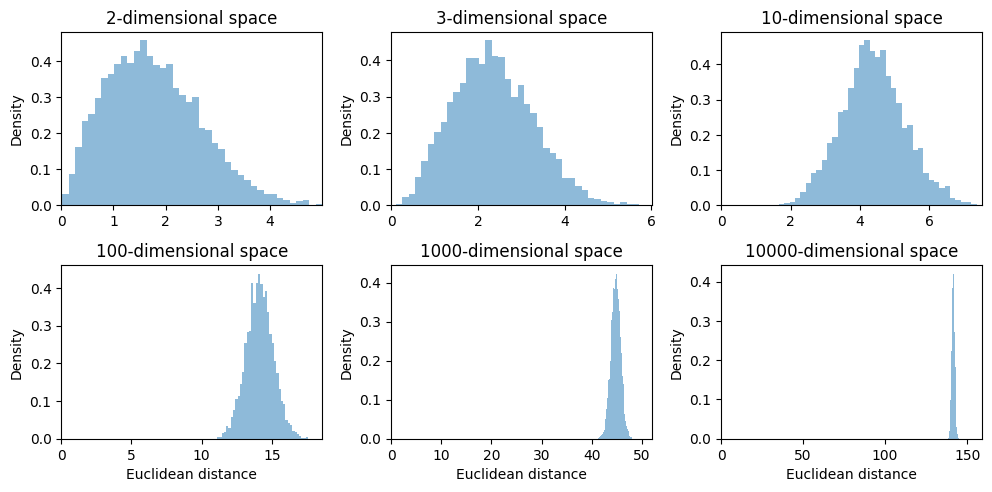 2-dimensional space
Density
0.0
0.1
0.2
0.3
0.4
0 1 2 3 4
3-dimensional space
Density
0.0
0.1
0.2
0.3
0.4
0 2 4 6
10-dimensional space
Density
0.0
0.1
0.2
0.3
0.4
0 2 4 6
100-dimensional space
Density
0.0
0.1
0.2
0.3
0.4
0 5 10 15
Euclidean distance
1000-dimensional space
Density
0.0
0.1
0.2
0.3
0.4
0 10 20 30 40 50
Euclidean distance
10000-dimensional space
Density
0.0
0.1
0.2
0.3
0.4
0 50 100 150
Euclidean distance